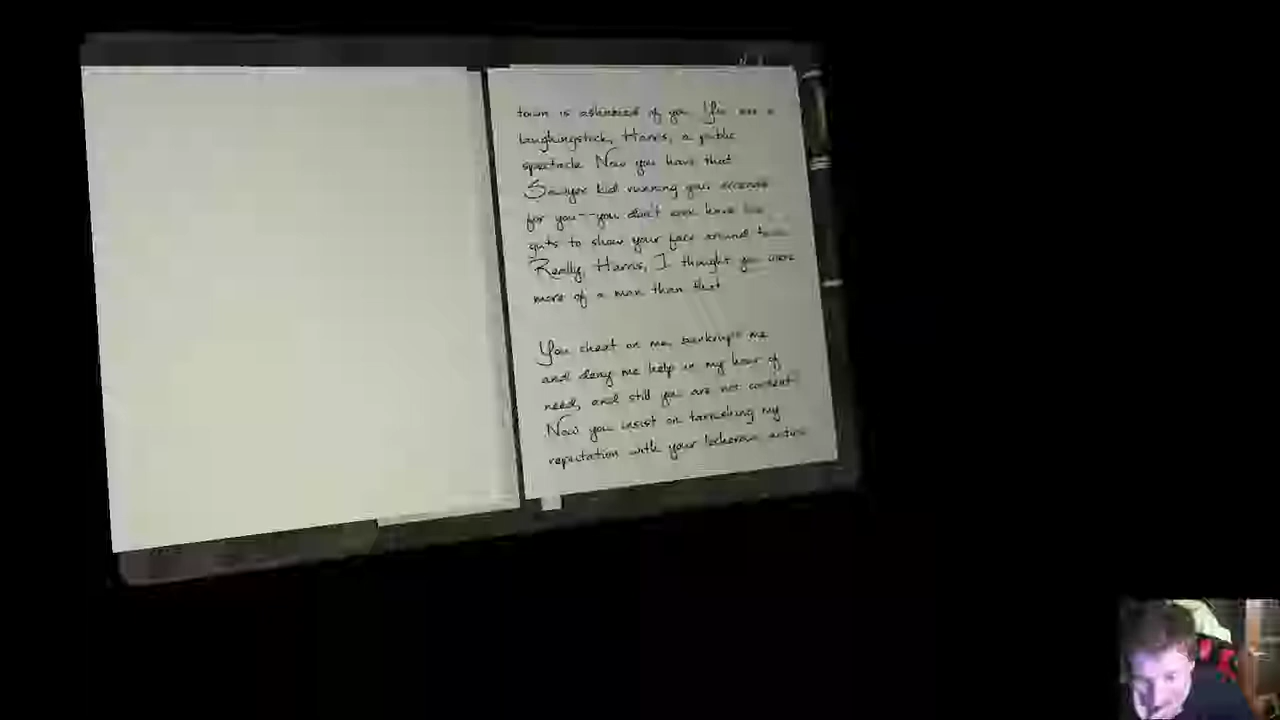 town is ashamed of you. You are a
laughingstock, Harris, a public
spectacle. Now you have that
Sawyer kid running your errands
for you--you don't even have the
guts to show your face around town.
Really, Harris, I thought you were
more of a man than that.
You cheat on me, bankrupt me
and deny me help in my hour of
need, and still you are not content.
Now you insist on tarnishing my
reputation with your lecherous antics